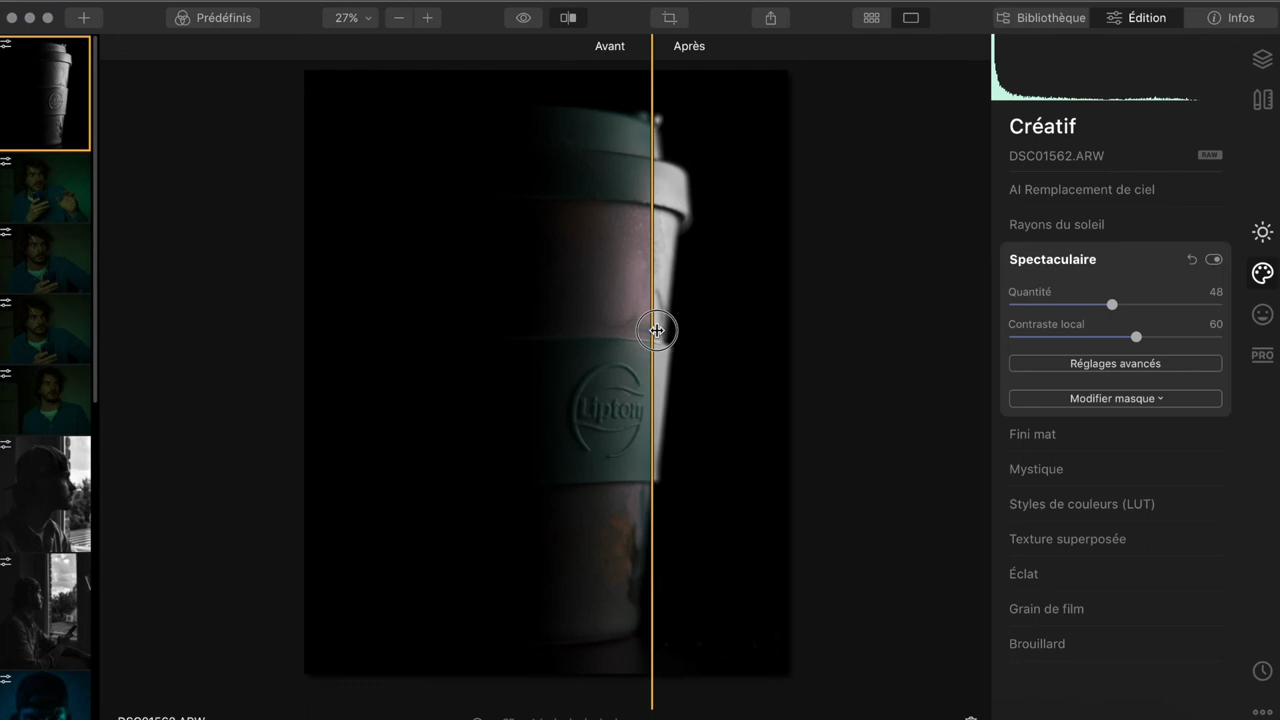 Prédéfinis
27%
Bibliothèque
Édition
Infos
Avant
Après
Créatif
DSC01562.ARW
RAW
AI Remplacement de ciel
Rayons du soleil
Spectaculaire
Quantité 48
Contraste local 60
Réglages avancés
Modifier masque
Fini mat
Mystique
Styles de couleurs (LUT)
Texture superposée
Éclat
Grain de film
Brouillard
PRO
Lipton
DSC01562.ARW